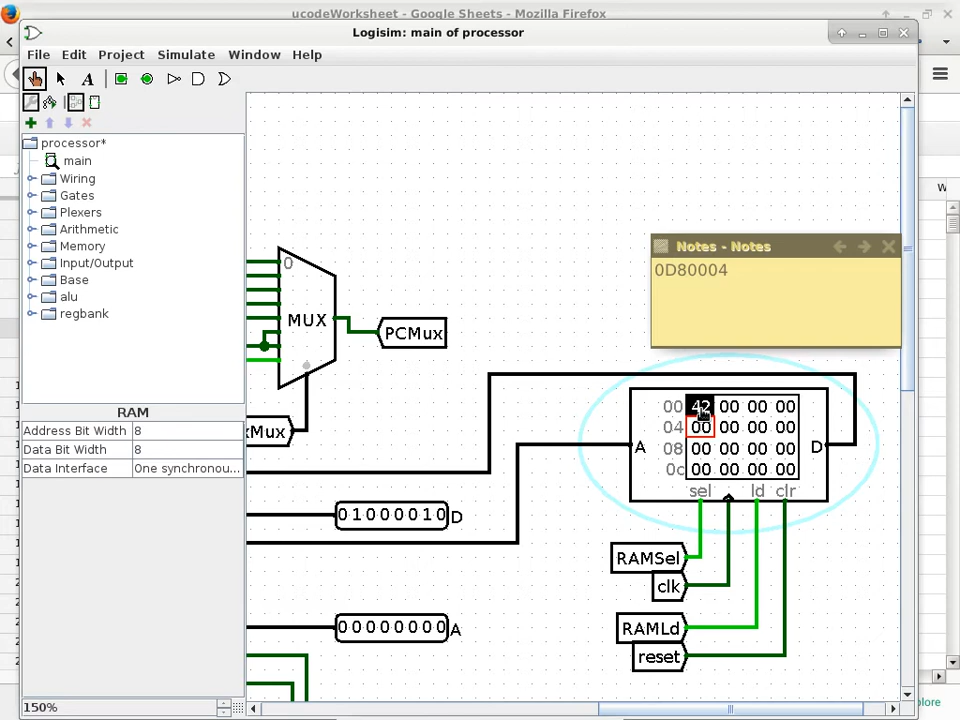 ucodeWorksheet - Google Sheets - Mozilla Firefox
Logisim: main of processor
File Edit Project Simulate Window Help
A
processor*
main
Wiring
Gates
Plexers
Arithmetic
Memory
Input/Output
Base
alu
regbank
RAM
Address Bit Width 8
Data Bit Width 8
Data Interface One synchronou...
150%
0
MUX
PCMux
xMux
Notes - Notes
0D80004
00 42 00 00 00
04 00 00 00 00
08 00 00 00 00
0c 00 00 00 00
A
D
sel ld clr
01000010 D
RAMSel
clk
00000000 A
RAMLd
reset
W
plore